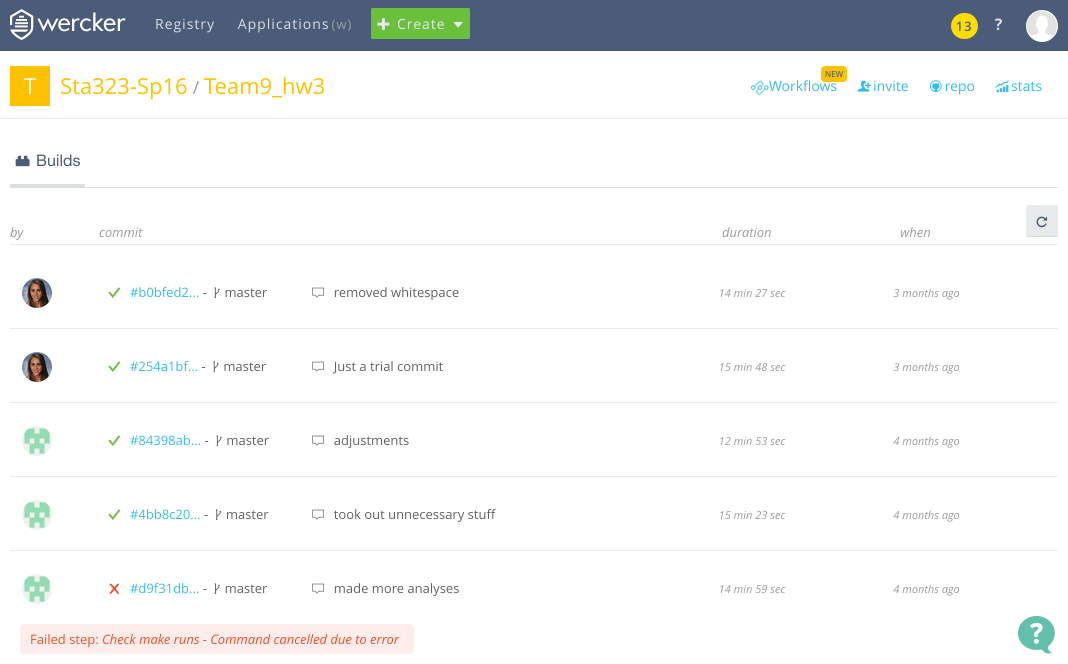 wercker Registry Applications(w) + Create 13 ?
T Sta323-Sp16 / Team9_hw3 Workflows NEW invite repo stats
Builds
by commit duration when
#b0bfed2... - master removed whitespace 14 min 27 sec 3 months ago
#254a1bf... - master Just a trial commit 15 min 48 sec 3 months ago
#84398ab... - master adjustments 12 min 53 sec 4 months ago
#4bb8c20... - master took out unnecessary stuff 15 min 23 sec 4 months ago
#d9f31db... - master made more analyses 14 min 59 sec 4 months ago
Failed step: Check make runs - Command cancelled due to error
?